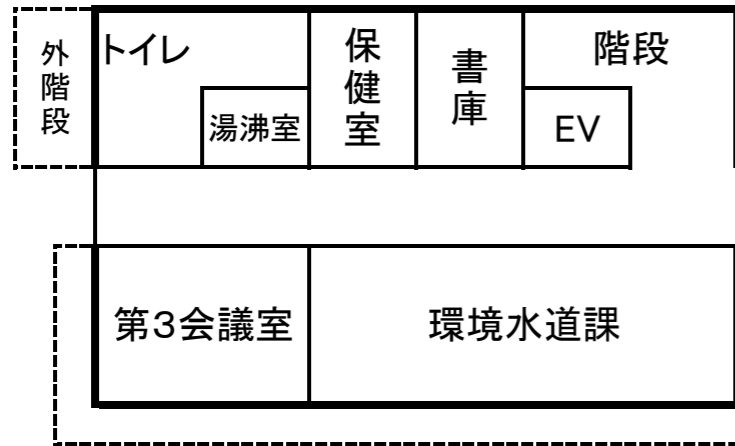 外階段
トイレ
湯沸室
保健室
書庫
階段
EV
第3会議室
環境水道課